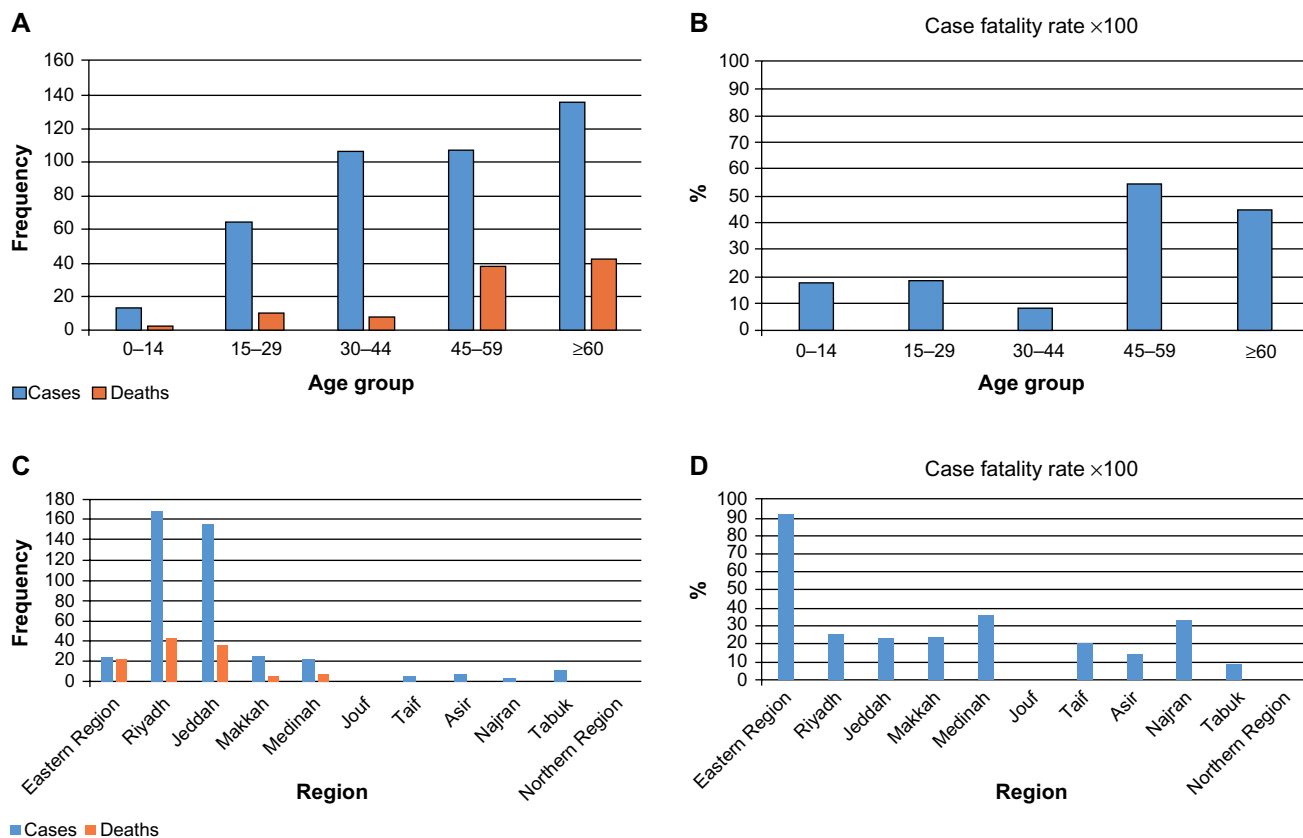 A
160
140
120
100
80
60
40
20
0
Frequency
0–14 15–29 30–44 45–59 ≥60
Age group
Cases Deaths
B
Case fatality rate ×100
100
90
80
70
60
50
40
30
20
10
0
%
0–14 15–29 30–44 45–59 ≥60
Age group
C
180
160
140
120
100
80
60
40
20
0
Frequency
Eastern Region
Riyadh
Jeddah
Makkah
Medinah
Jouf
Taif
Asir
Najran
Tabuk
Northern Region
Region
Cases Deaths
D
Case fatality rate ×100
100
90
80
70
60
50
40
30
20
10
0
%
Eastern Region
Riyadh
Jeddah
Makkah
Medinah
Jouf
Taif
Asir
Najran
Tabuk
Northern Region
Region